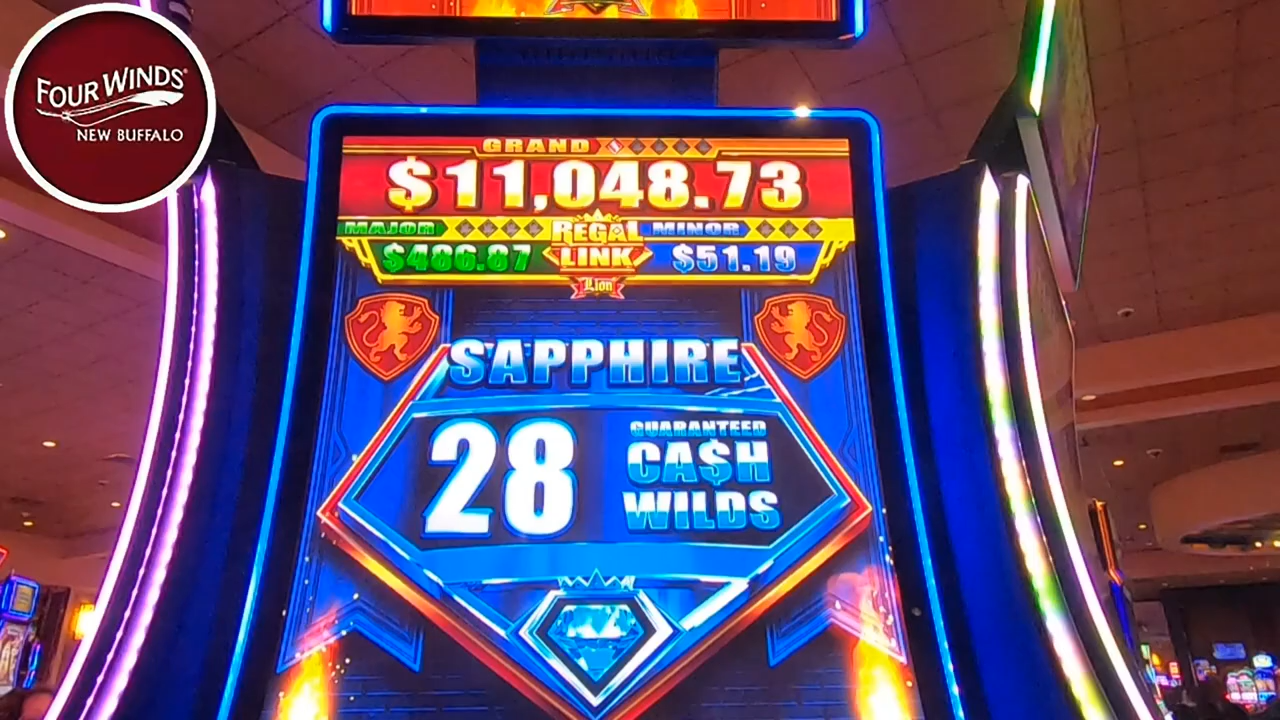 FOUR WINDS®
NEW BUFFALO
GRAND
$11,048.73
MAJOR
MINOR
REGAL
LINK
$486.87
$51.19
Lion
SAPPHIRE
28
GUARANTEED
CA$H
WILDS